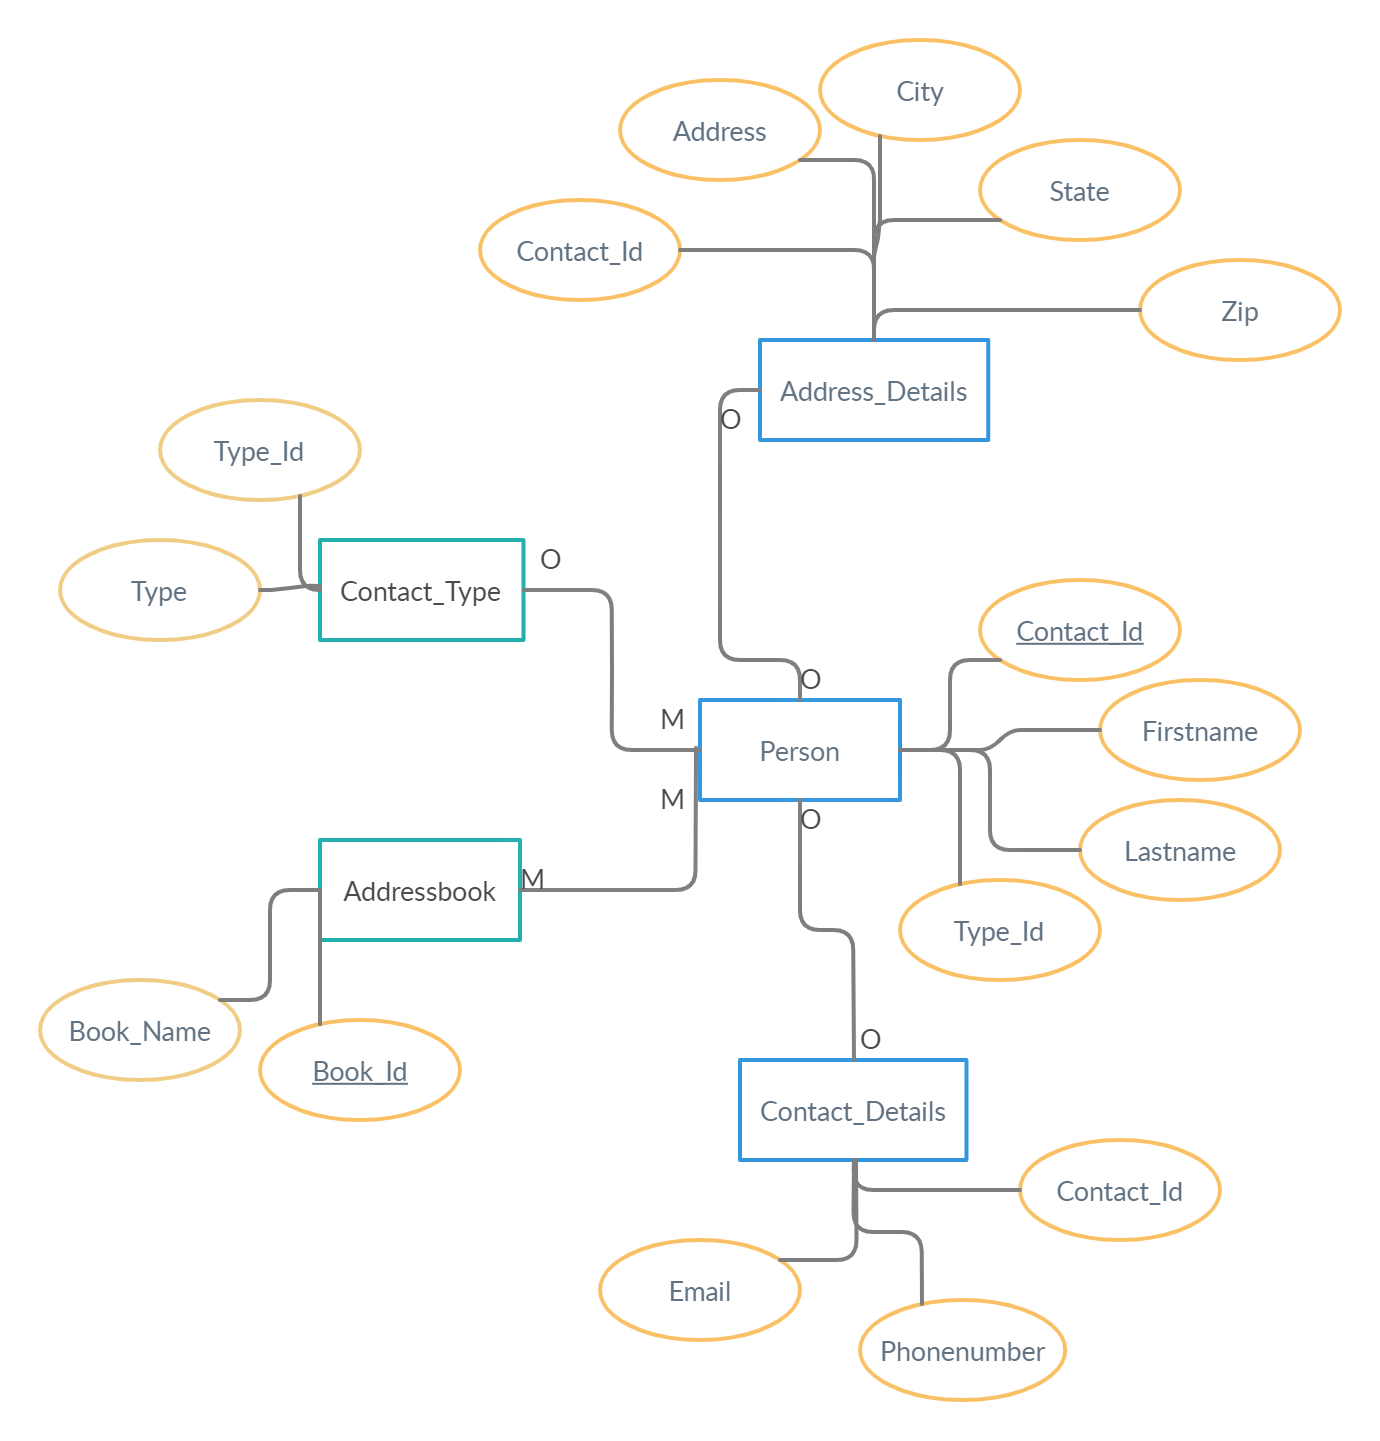 City
Address
State
Contact_Id
Zip
Address_Details
O
Type_Id
O
Type
Contact_Type
Contact_Id
O
M
Firstname
Person
M
O
Lastname
M
Addressbook
Type_Id
Book_Name
O
Book_Id
Contact_Details
Contact_Id
Email
Phonenumber